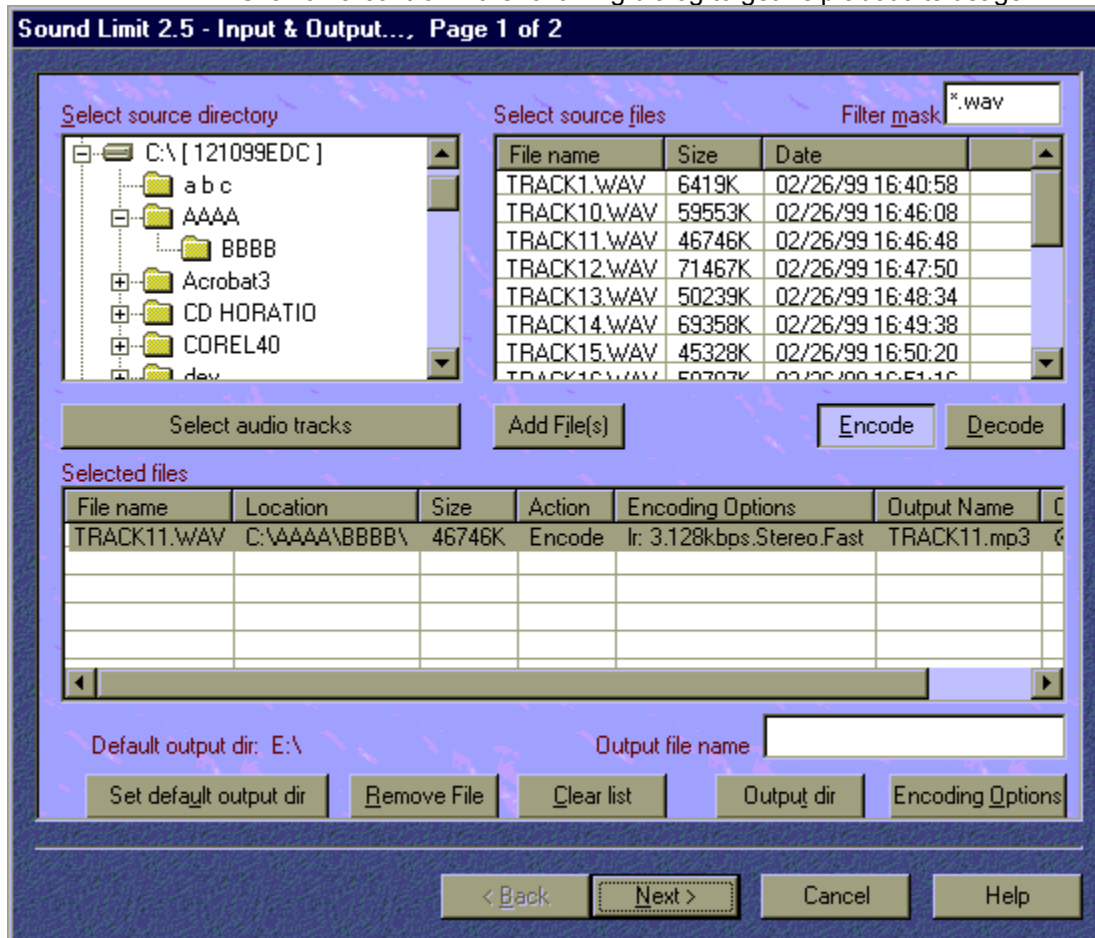 Sound Limit 2.5 - Input & Output..., Page 1 of 2
Select source directory
Select source files
Filter mask
*.wav
C:\ [ 121099EDC ]
a b c
AAAA
BBBB
Acrobat3
CD HORATIO
COREL40
dev
File name Size Date
TRACK1.WAV 6419K 02/26/99 16:40:58
TRACK10.WAV 59553K 02/26/99 16:46:08
TRACK11.WAV 46746K 02/26/99 16:46:48
TRACK12.WAV 71467K 02/26/99 16:47:50
TRACK13.WAV 50239K 02/26/99 16:48:34
TRACK14.WAV 69358K 02/26/99 16:49:38
TRACK15.WAV 45328K 02/26/99 16:50:20
Select audio tracks
Add File(s)
Encode
Decode
Selected files
File name Location Size Action Encoding Options Output Name
TRACK11.WAV C:\AAAA\BBBB\ 46746K Encode lr: 3.128kbps.Stereo.Fast TRACK11.mp3
Default output dir: E:\
Output file name
Set default output dir
Remove File
Clear list
Output dir
Encoding Options
< Back
Next >
Cancel
Help